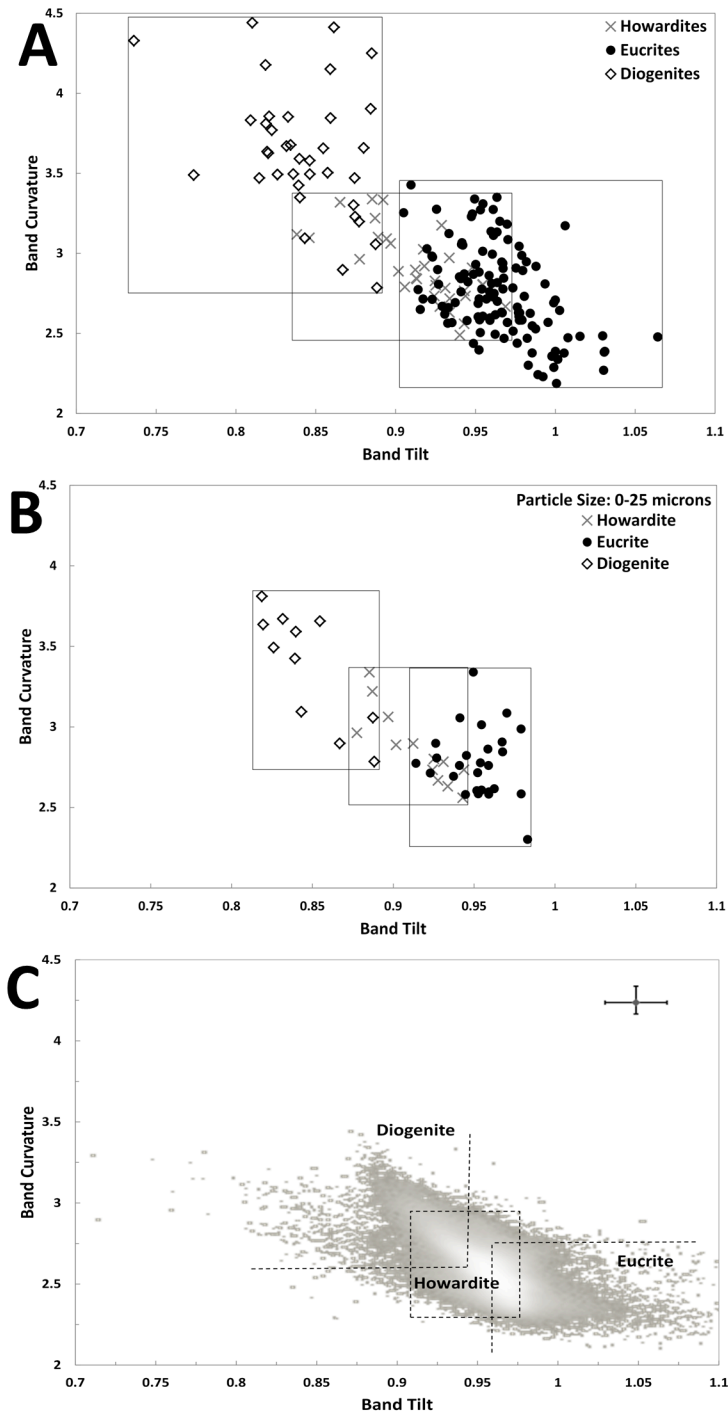 A
4.5
Howardites
Eucrites
Diogenites
4
3.5
Band Curvature
3
2.5
2
0.7 0.75 0.8 0.85 0.9 0.95 1 1.05 1.1
Band Tilt
B
4.5
Particle Size: 0-25 microns
Howardite
Eucrite
Diogenite
4
3.5
Band Curvature
3
2.5
2
0.7 0.75 0.8 0.85 0.9 0.95 1 1.05 1.1
Band Tilt
C
4.5
4
3.5
Diogenite
Band Curvature
3
Eucrite
Howardite
2.5
2
0.7 0.75 0.8 0.85 0.9 0.95 1 1.05 1.1
Band Tilt